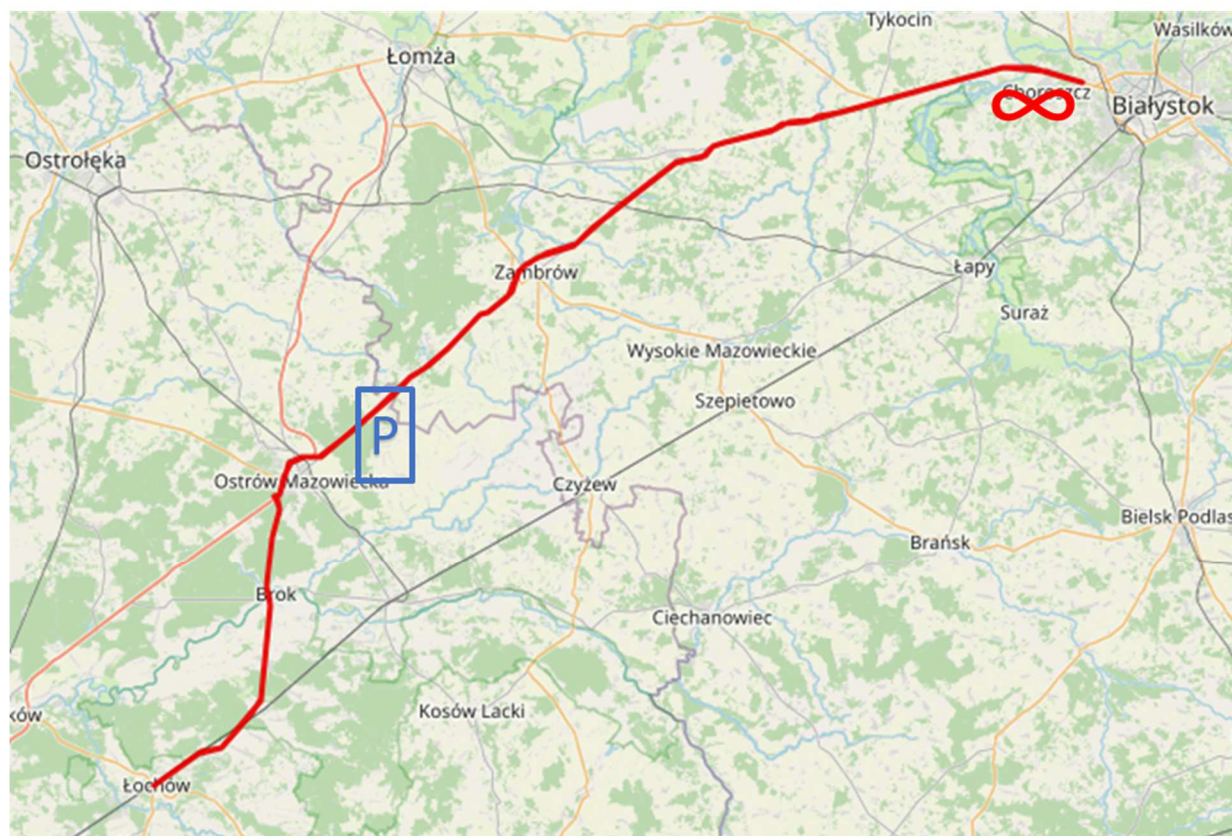 Tykocin
Wasilków
Łomża
Choroszcz
Białystok
Ostrołęka
Łapy
Zambrów
Suraż
Wysokie Mazowieckie
Szepietowo
P
Ostrów Mazowiecka
Czyżew
Bielsk Podlas
Brańsk
Brok
Ciechanowiec
ków
Kosów Lacki
Łochów